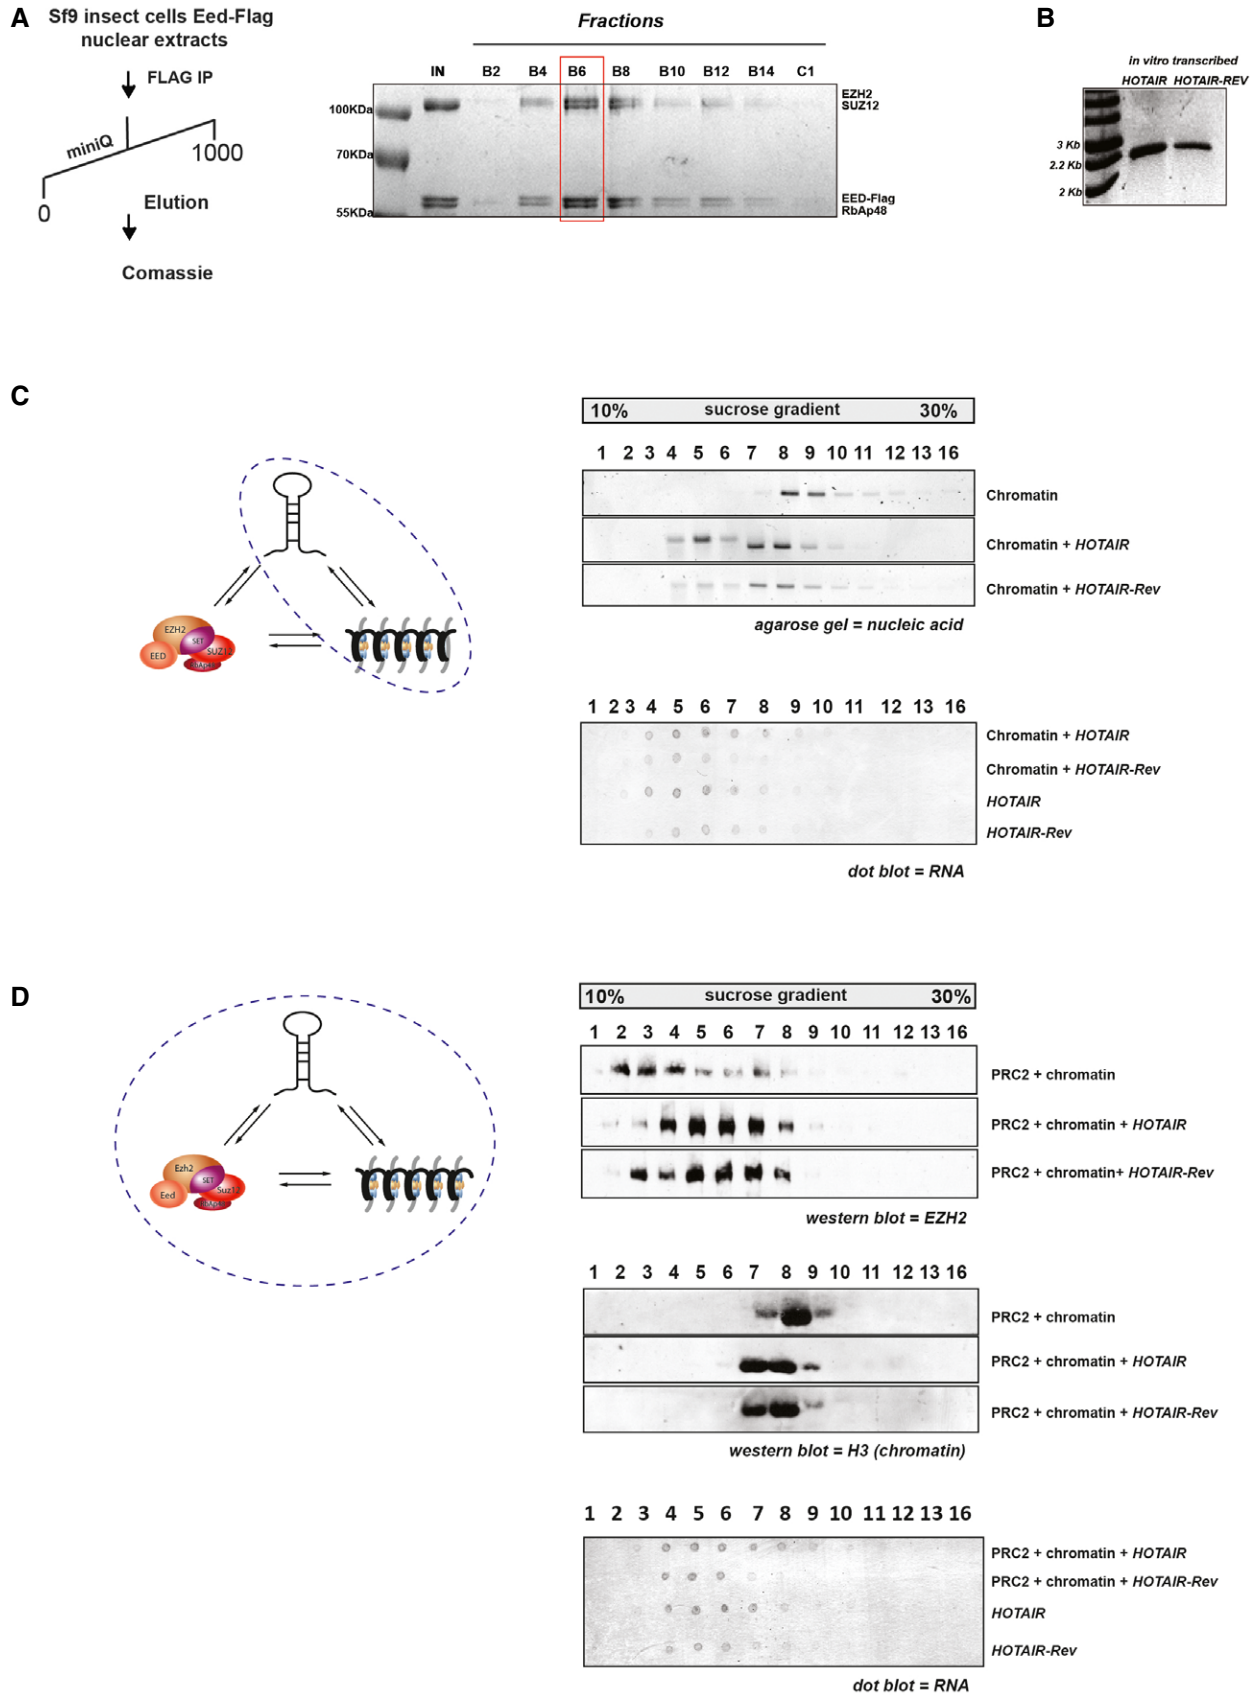 A
Sf9 insect cells Eed-Flag
nuclear extracts
FLAG IP
miniQ
0
1000
Elution
Comassie
Fractions
IN B2 B4 B6 B8 B10 B12 B14 C1
100KDa
70KDa
55KDa
EZH2
SUZ12
EED-Flag
RbAp48
B
in vitro transcribed
HOTAIR HOTAIR-REV
3 Kb
2.2 Kb
2 Kb
C
EZH2
SET
EED
SUZ12
10% sucrose gradient 30%
1 2 3 4 5 6 7 8 9 10 11 12 13 16
Chromatin
Chromatin + HOTAIR
Chromatin + HOTAIR-Rev
agarose gel = nucleic acid
1 2 3 4 5 6 7 8 9 10 11 12 13 16
Chromatin + HOTAIR
Chromatin + HOTAIR-Rev
HOTAIR
HOTAIR-Rev
dot blot = RNA
D
Ezh2
SET
Eed
Suz12
10% sucrose gradient 30%
1 2 3 4 5 6 7 8 9 10 11 12 13 16
PRC2 + chromatin
PRC2 + chromatin + HOTAIR
PRC2 + chromatin+ HOTAIR-Rev
western blot = EZH2
1 2 3 4 5 6 7 8 9 10 11 12 13 16
PRC2 + chromatin
PRC2 + chromatin + HOTAIR
PRC2 + chromatin + HOTAIR-Rev
western blot = H3 (chromatin)
1 2 3 4 5 6 7 8 9 10 11 12 13 16
PRC2 + chromatin + HOTAIR
PRC2 + chromatin + HOTAIR-Rev
HOTAIR
HOTAIR-Rev
dot blot = RNA